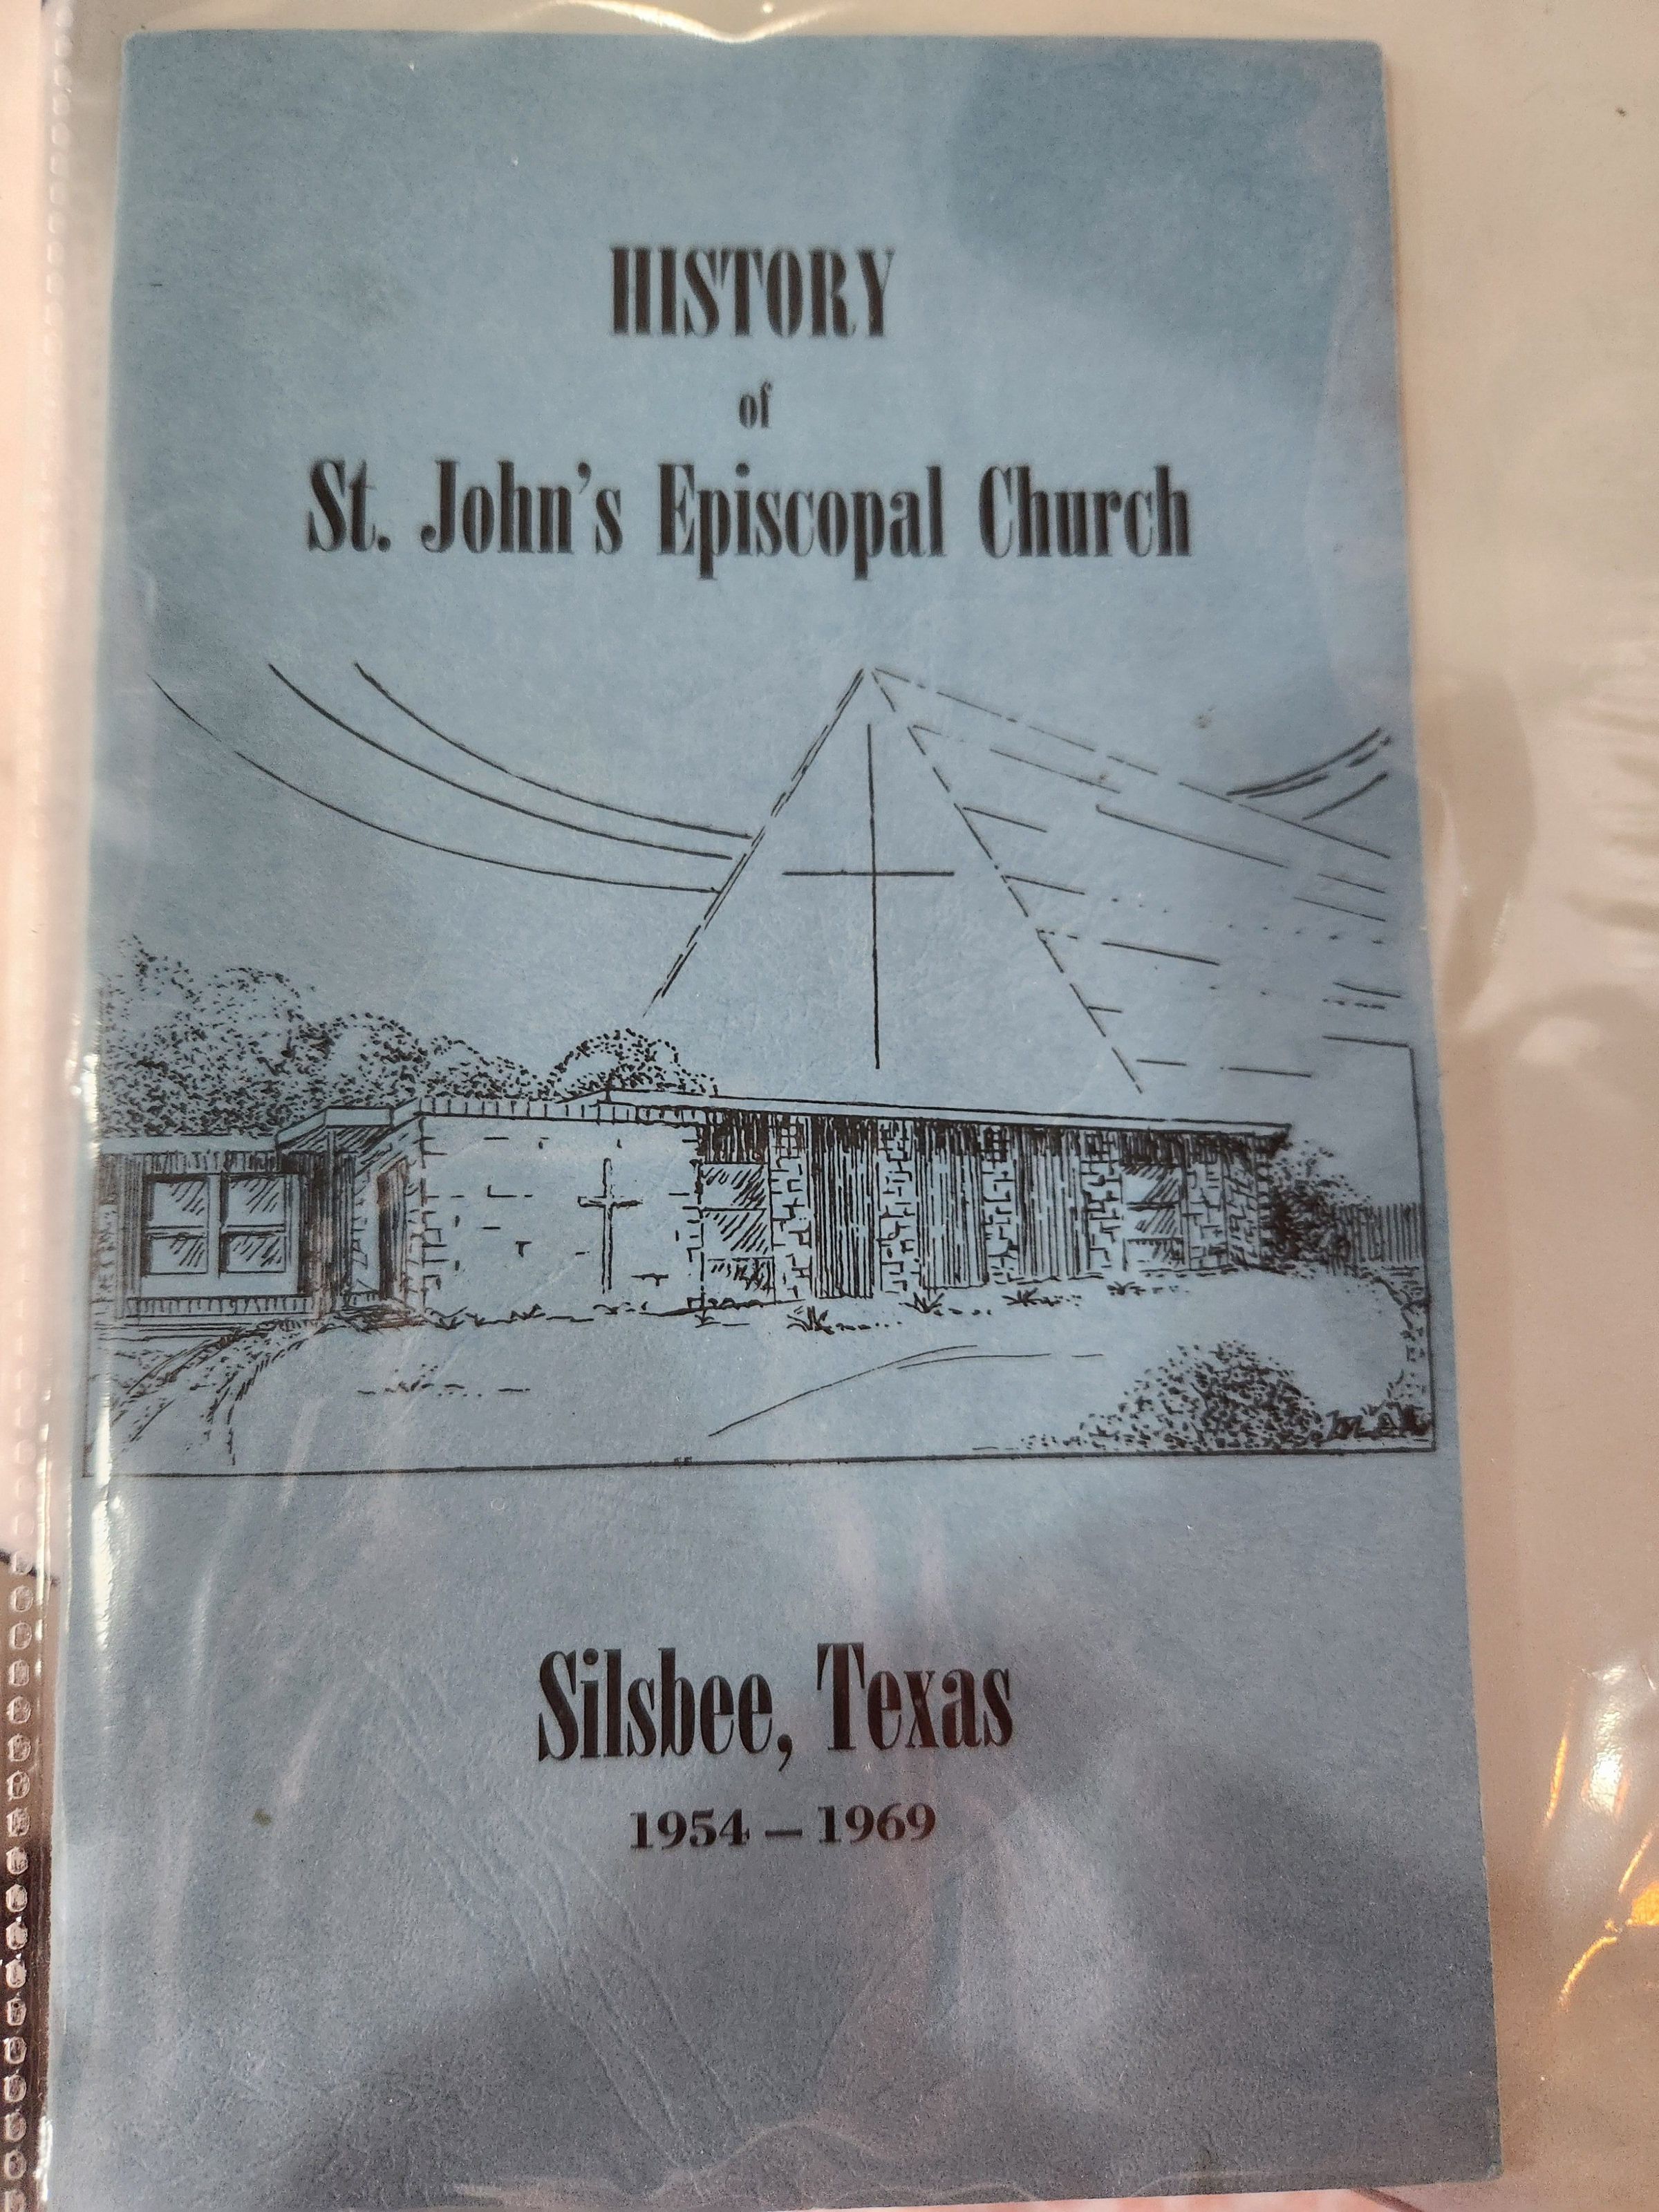 HISTORY
of
St. John's Episcopal Church
Silsbee, Texas
1954 — 1969